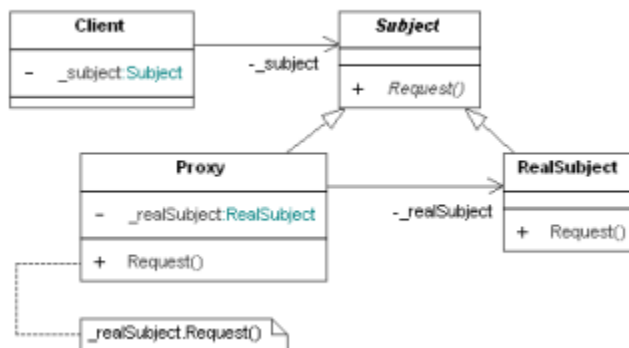 Client
- _subject:Subject
Subject
+ Request()
-_subject
Proxy
- _realSubject:RealSubject
+ Request()
RealSubject
+ Request()
-_realSubject
_realSubject.Request()